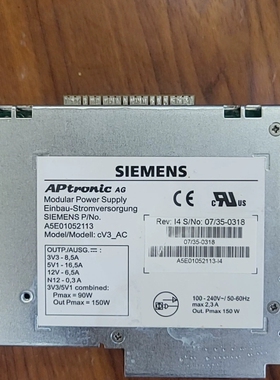 SIEMENS
APtronic AG
Modular Power Supply
Einbau-Stromversorgung
SIEMENS P/No.
A5E01052113
Model/Modell: cV3_AC
CE
Rev: I4 S/No: 07/35-0318
07/35-0318
A5E01052113-I4
OUTP./AUSG.
3V3 - 8,5A
5V1 - 16,5A
12V - 6,5A
N12 - 0,3 A
3V3/5V1 combined:
Pmax = 90W
Out Pmax = 150W
100 - 240V~/ 50-60Hz
max 2,3 A
Out. Pmax 150 W